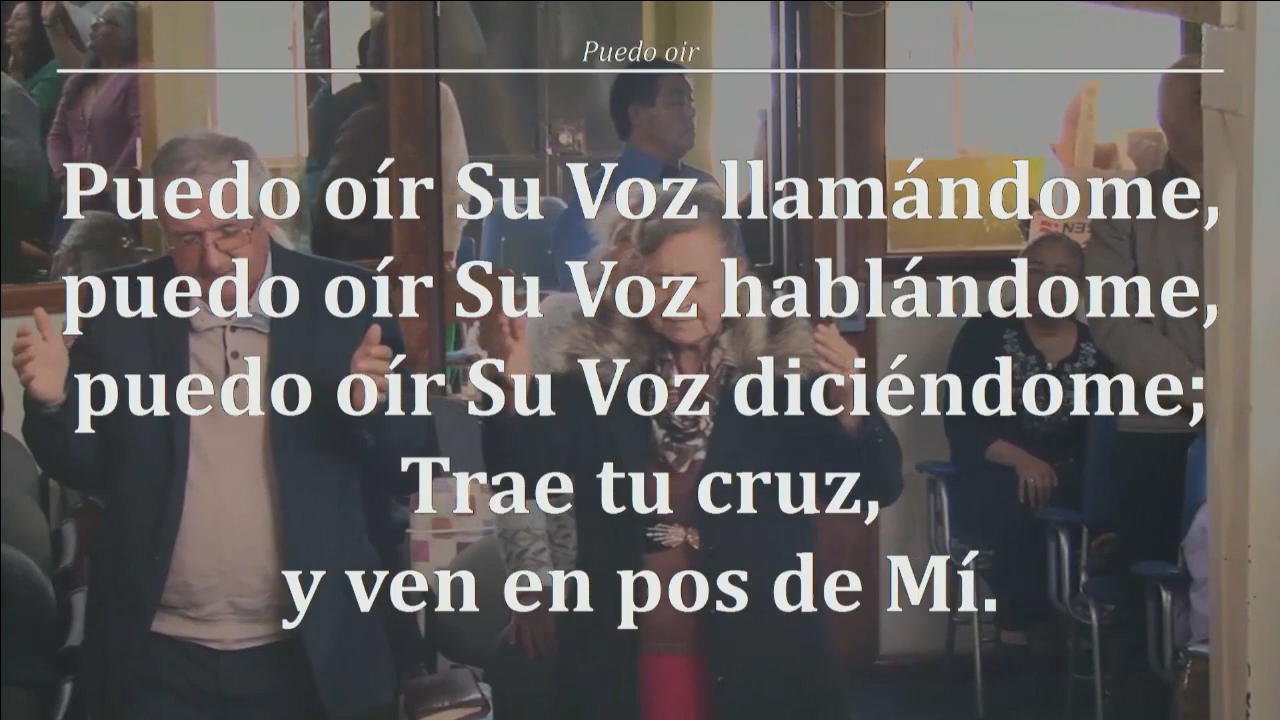 Puedo oir
Puedo oír Su Voz llamándome,
puedo oír Su Voz hablándome,
puedo oír Su Voz diciéndome;
Trae tu cruz,
y ven en pos de Mí.